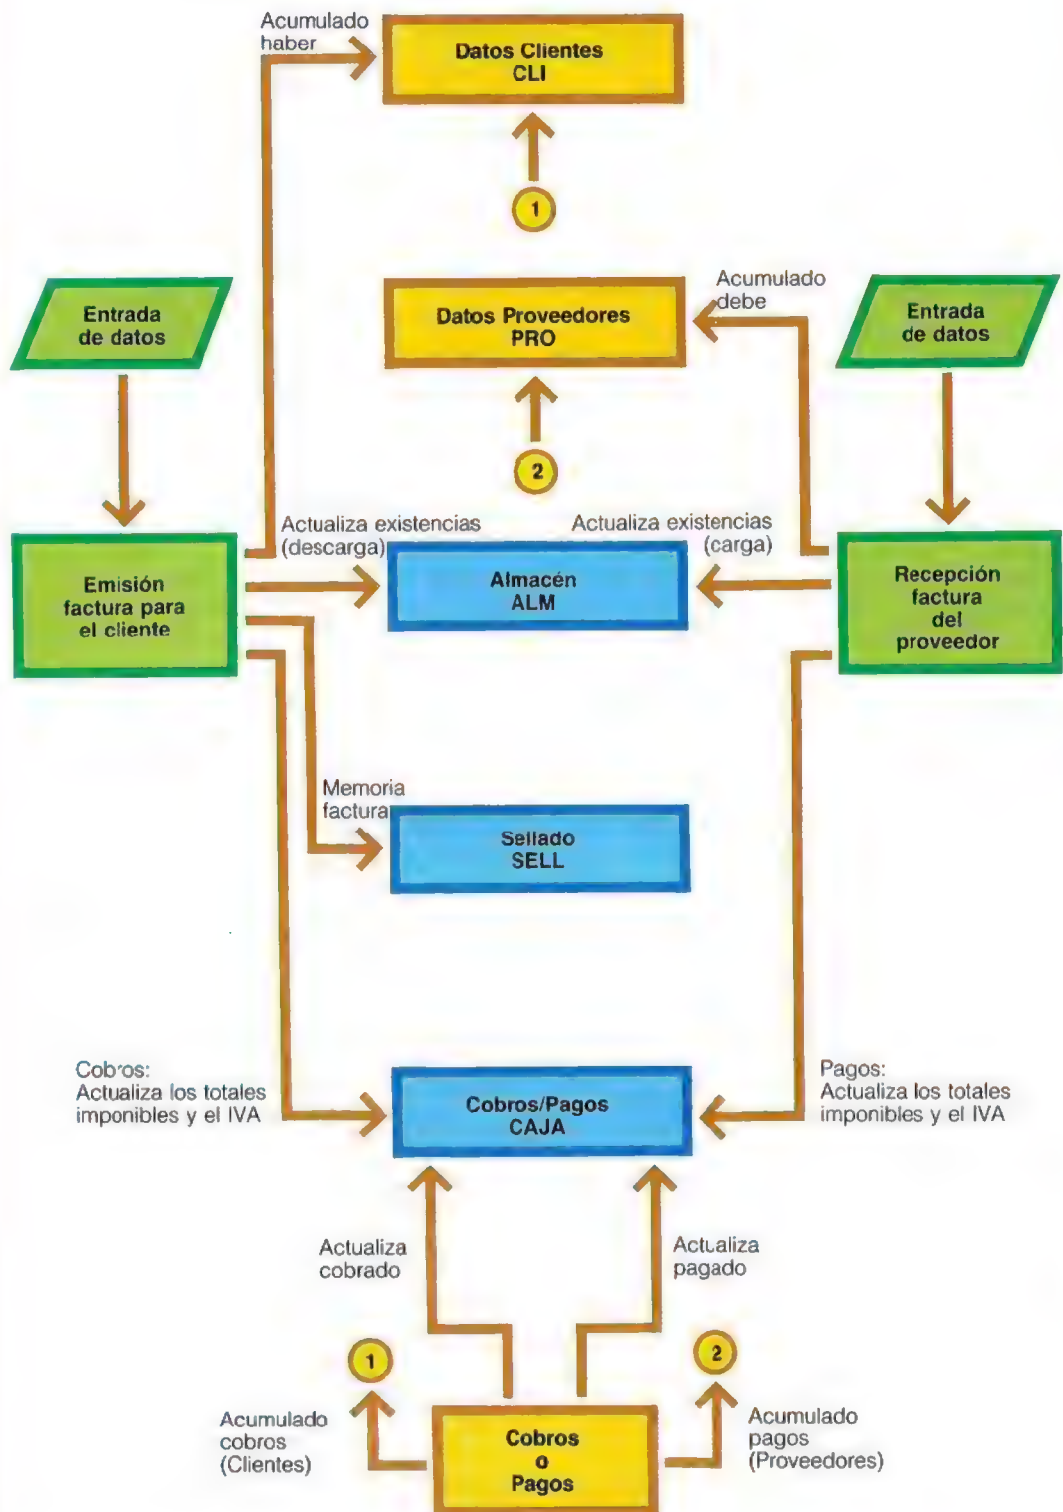 Acumulado
haber
Datos Clientes
CLI
1
Entrada
de datos
Datos Proveedores
PRO
Acumulado
debe
Entrada
de datos
2
Actualiza existencias
(descarga)
Actualiza existencias
(carga)
Emisión
factura para
el cliente
Almacén
ALM
Recepción
factura
del
proveedor
Memoria
factura
Sellado
SELL
Cobros:
Actualiza los totales
imponibles y el IVA
Cobros/Pagos
CAJA
Pagos:
Actualiza los totales
imponibles y el IVA
Actualiza
cobrado
Actualiza
pagado
1
2
Acumulado
cobros
(Clientes)
Cobros
o
Pagos
Acumulado
pagos
(Proveedores)